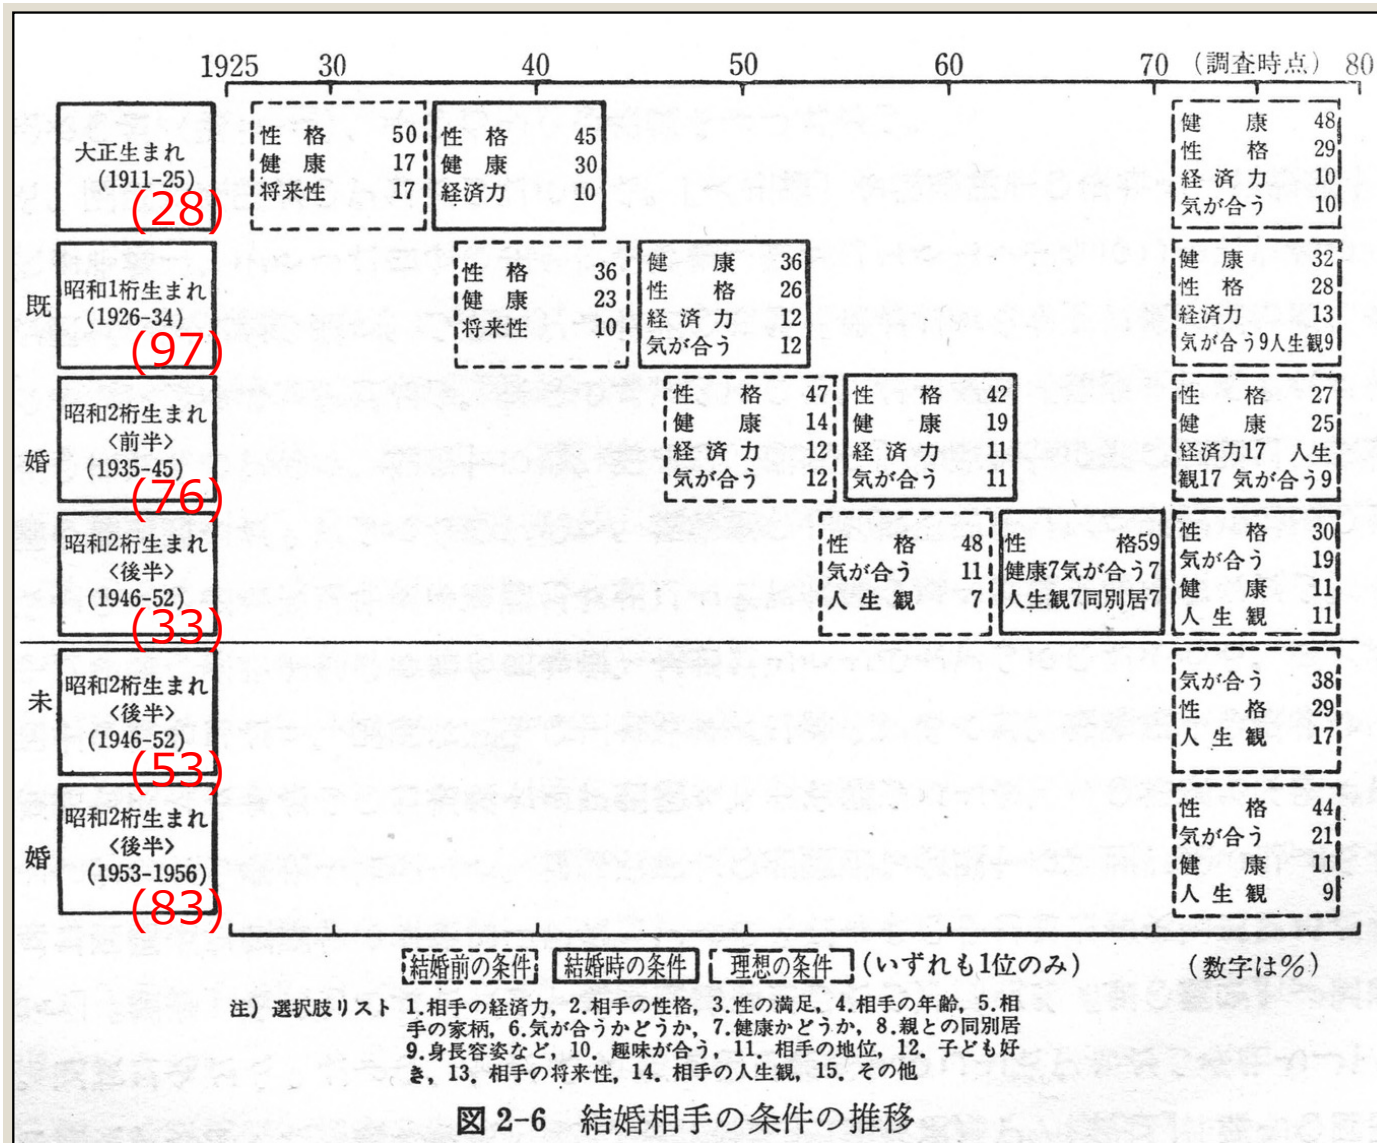 1925 30 40 50 60 70 (調査時点) 80
既婚
大正生まれ
(1911-25)
(28)
性格 50
健康 17
将来性 17
性格 45
健康 30
経済力 10
健康 48
性格 29
経済力 10
気が合う 10
昭和1桁生まれ
(1926-34)
(97)
性格 36
健康 23
将来性 10
健康 36
性格 26
経済力 12
気が合う 12
健康 32
性格 28
経済力 13
気が合う9人生観9
昭和2桁生まれ
<前半>
(1935-45)
(76)
性格 47
健康 14
経済力 12
気が合う 12
性格 42
健康 19
経済力 11
気が合う 11
性格 27
健康 25
経済力17 人生
観17 気が合う9
昭和2桁生まれ
<後半>
(1946-52)
(33)
性格 48
気が合う 11
人生観 7
性格59
健康7気が合う7
人生観7同別居7
性格 30
気が合う 19
健康 11
人生観 11
未婚
昭和2桁生まれ
<後半>
(1946-52)
(53)
気が合う 38
性格 29
人生観 17
昭和2桁生まれ
<後半>
(1953-1956)
(83)
性格 44
気が合う 21
健康 11
人生観 9
結婚前の条件 結婚時の条件 理想の条件 (いずれも1位のみ) (数字は%)
注) 選択肢リスト 1.相手の経済力, 2.相手の性格, 3.性の満足, 4.相手の年齢, 5.相
手の家柄, 6.気が合うかどうか, 7.健康かどうか, 8.親との同別居
9.身長容姿など, 10. 趣味が合う, 11. 相手の地位, 12. 子ども好
き, 13. 相手の将来性, 14. 相手の人生観, 15. その他
図2-6 結婚相手の条件の推移